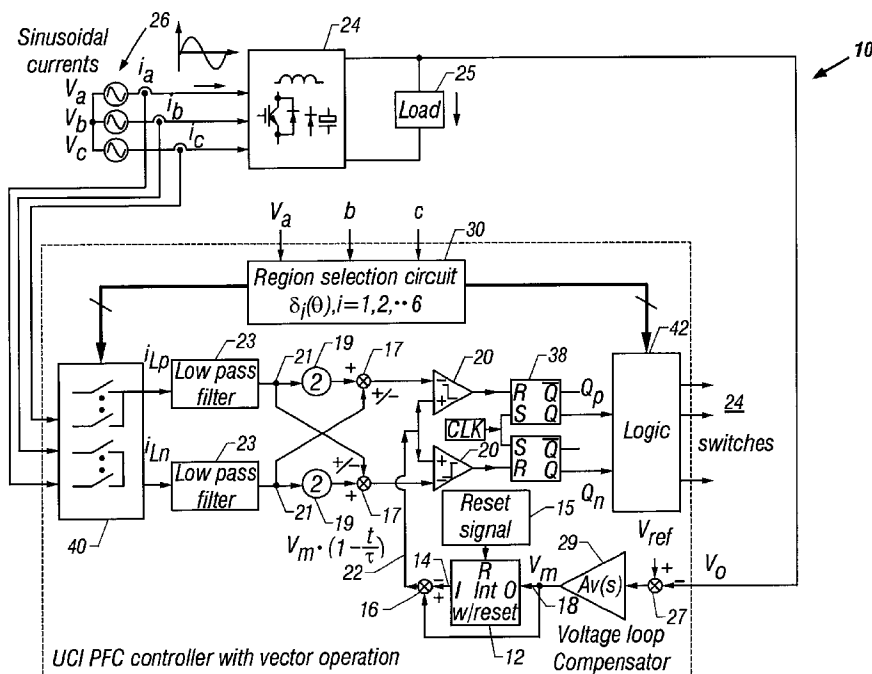 26
24
10
Sinusoidal
currents
25
i_a
V_a
i_b
V_b
i_c
V_c
Load
V_a b c
30
Region selection circuit
δ_i(θ),i=1,2,··6
42
i_Lp
23
Low pass
filter
21
19
2
+
17
+/−
20
−
+
38
R Q̅
S Q
Q_p
24
CLK
Logic
switches
i_Ln
23
Low pass
filter
21
19
2
+/−
+
17
+
−
20
S Q̅
R Q
Q_n
40
Reset
signal
15
V_m·(1−t/τ)
22
14
16
−
+
R
I Int O
w/reset
12
V_m
18
29
Av(s)
V_ref
+
−
27
V_o
Voltage loop
Compensator
UCI PFC controller with vector operation